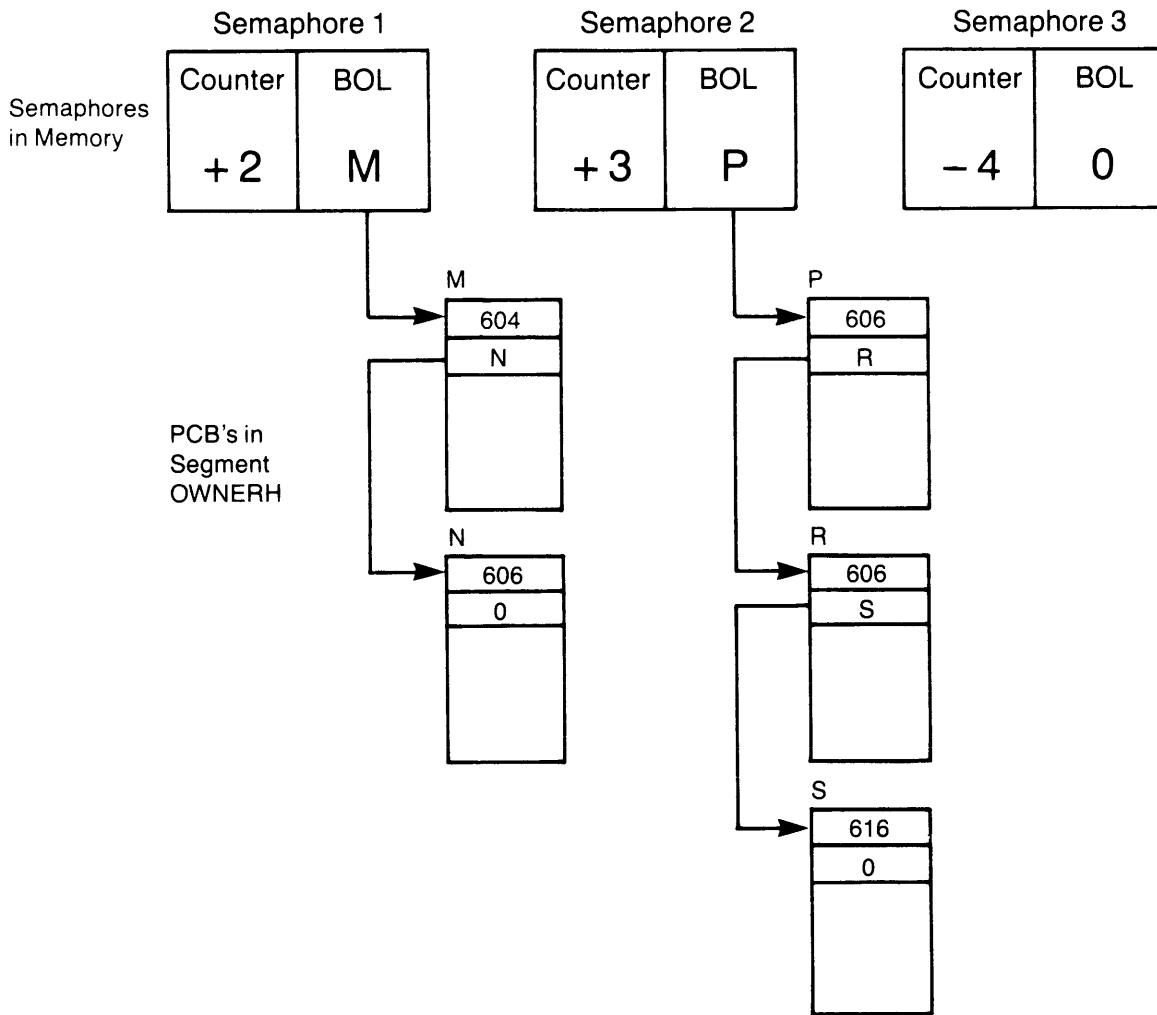 Semaphore 1
Semaphore 2
Semaphore 3
Semaphores
in Memory
Counter BOL
+ 2 M
Counter BOL
+ 3 P
Counter BOL
– 4 0
M
604
N
P
606
R
PCB's in
Segment
OWNERH
N
606
0
R
606
S
S
616
0